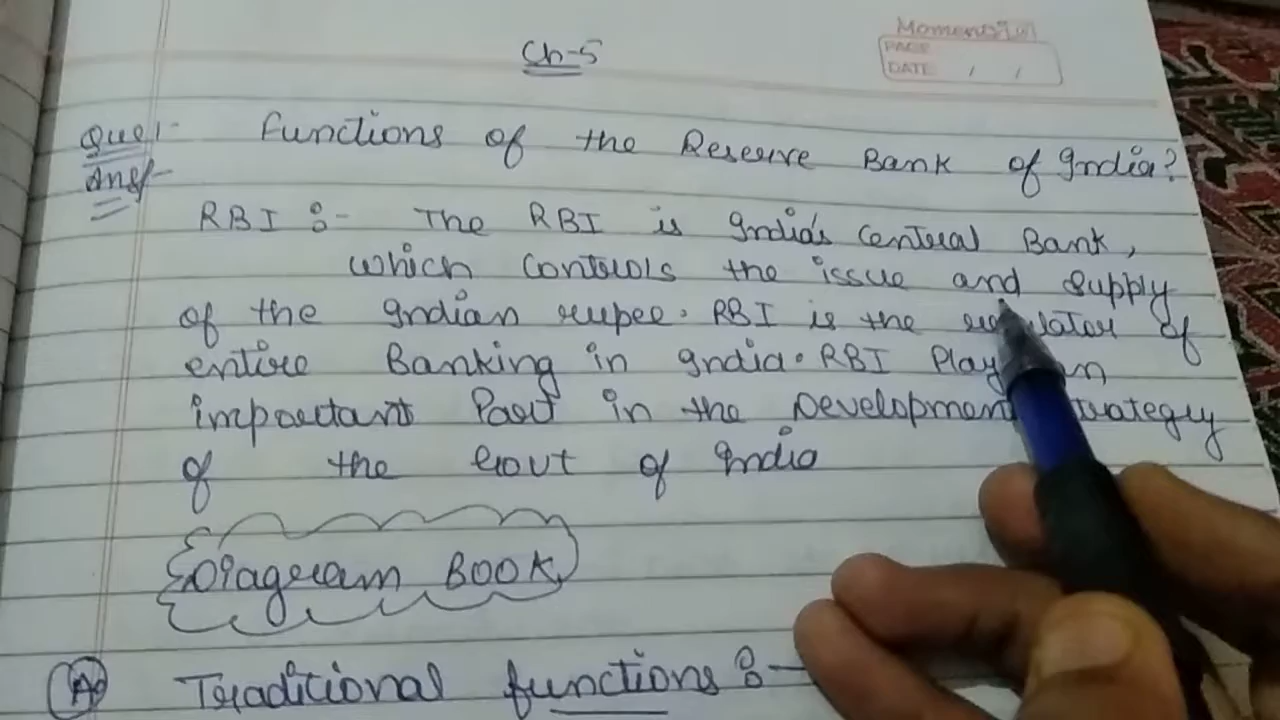 Ch-5
PAGE
DATE / /
Que:- Functions of the Reserve Bank of India?
Ans:-
RBI :- The RBI is India's Central Bank,
which controls the issue and supply
of the Indian rupee. RBI is the of
entire Banking in India. RBI Play
important Part in the Development
of the Govt of India
Diagram BOOK
(A) Traditional functions :-